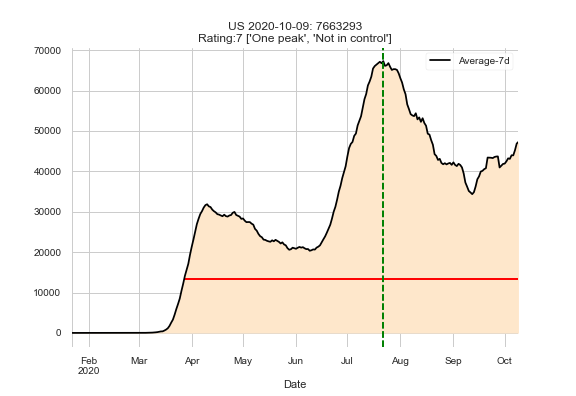 US 2020-10-09: 7663293
Rating:7 ['One peak', 'Not in control']
Average-7d
70000
60000
50000
40000
30000
20000
10000
0
Feb Mar Apr May Jun Jul Aug Sep Oct
2020
Date